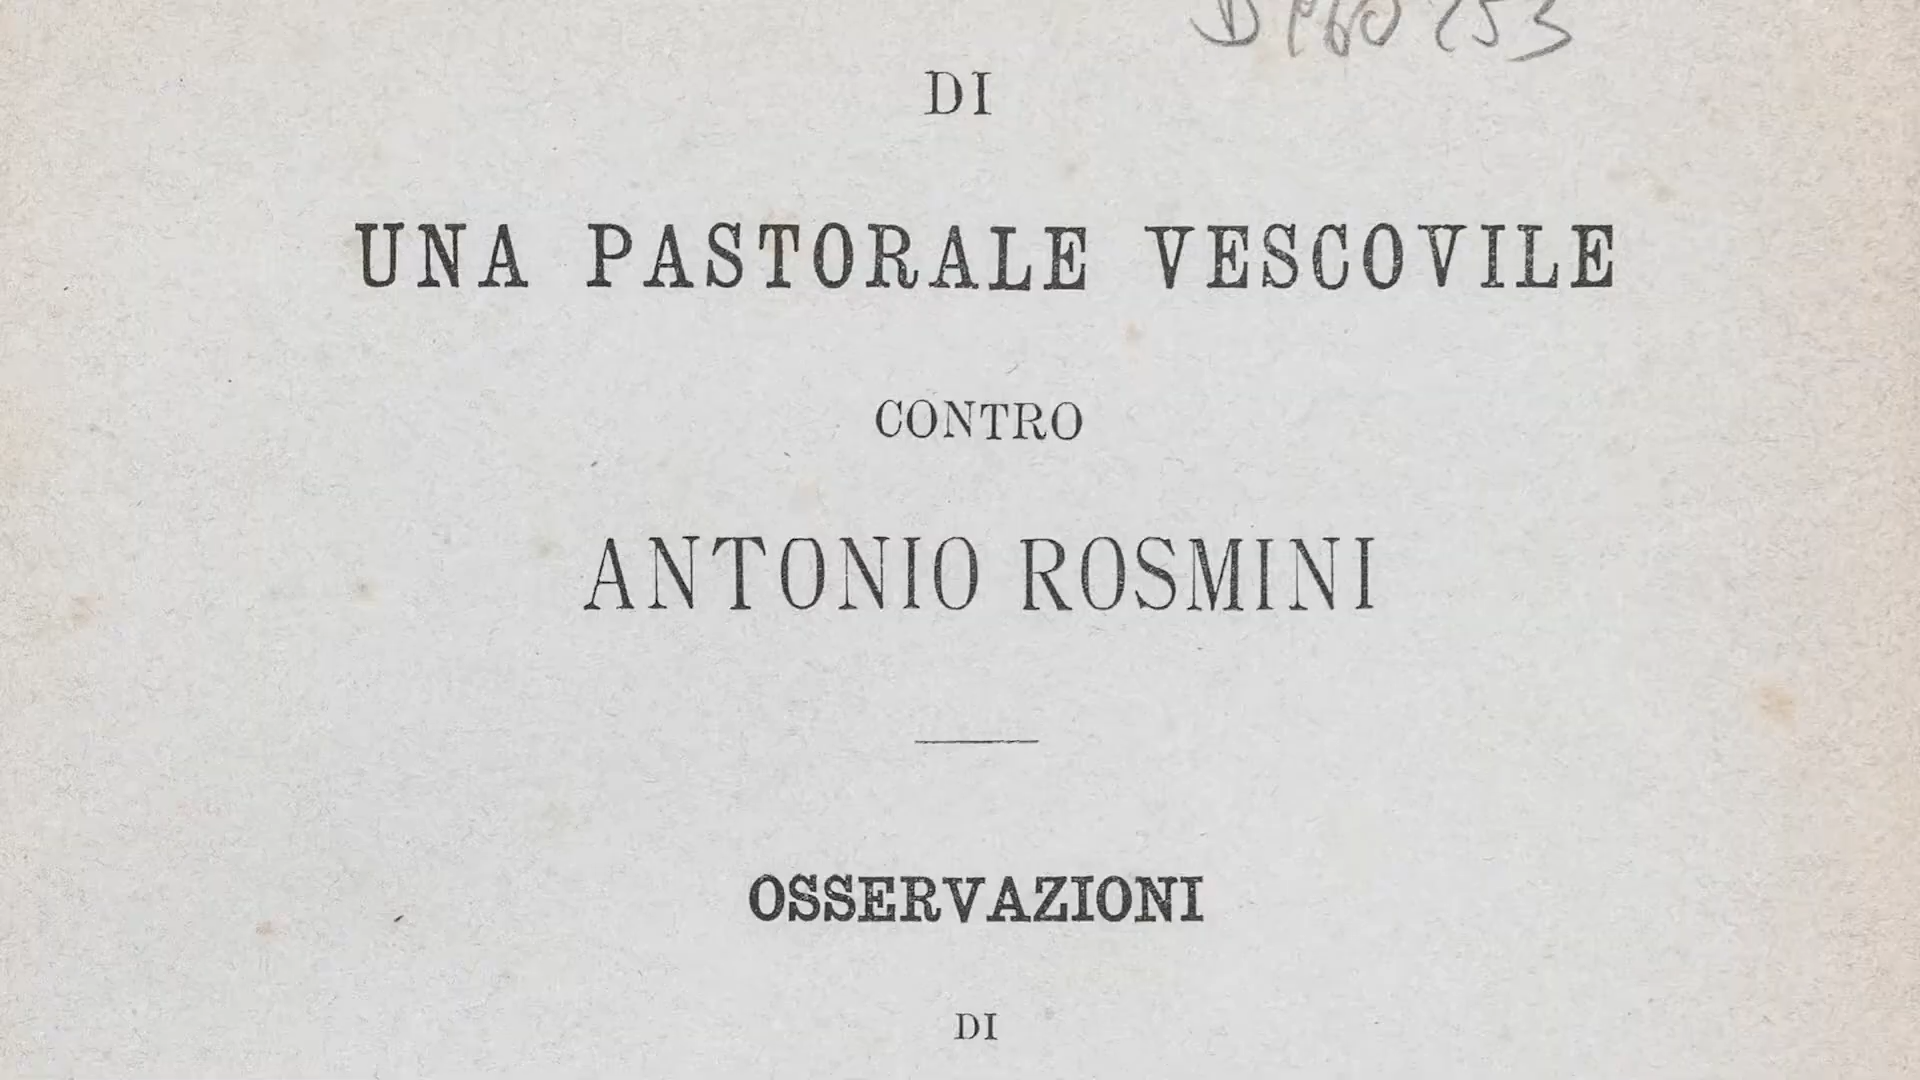 DI
UNA PASTORALE VESCOVILE
CONTRO
ANTONIO ROSMINI
OSSERVAZIONI
DI